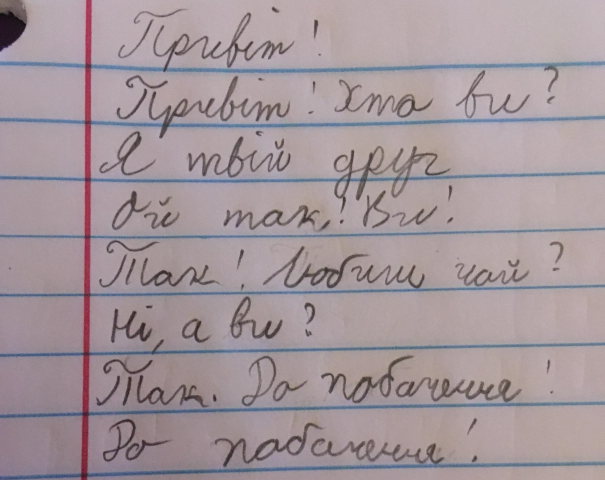 Привіт!
Привіт! Хто ви?
Я твій друг
Ой так! Ви!
Так! Любиш чай?
Ні, а ви?
Так. До побачення!
До побачення!